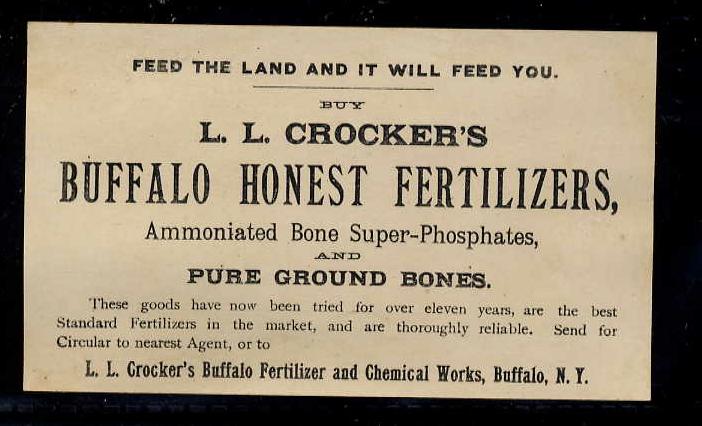 FEED THE LAND AND IT WILL FEED YOU.
BUY
L. L. CROCKER'S
BUFFALO HONEST FERTILIZERS,
Ammoniated Bone Super-Phosphates,
AND
PURE GROUND BONES.
These goods have now been tried for over eleven years, are the best
Standard Fertilizers in the market, and are thoroughly reliable. Send for
Circular to nearest Agent, or to
L. L. Crocker's Buffalo Fertilizer and Chemical Works, Buffalo, N. Y.